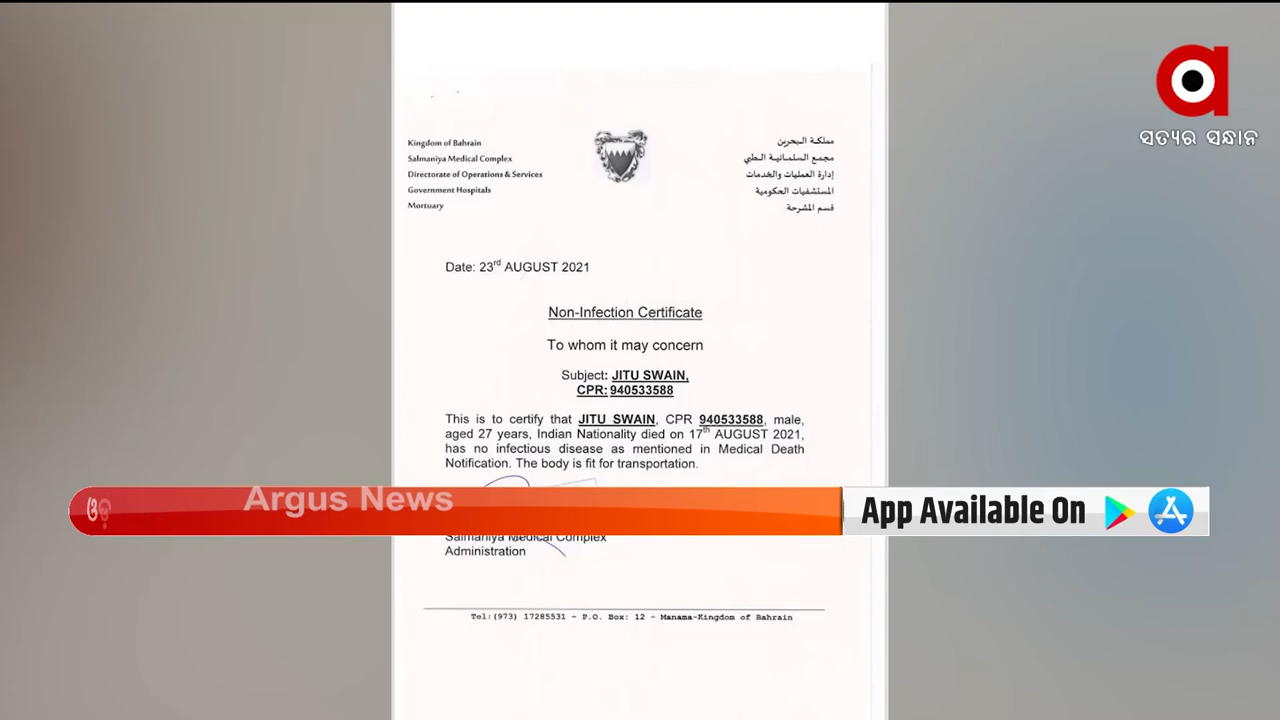 Kingdom of Bahrain
Salmaniya Medical Complex
Directorate of Operations & Services
Government Hospitals
Mortuary
مملكة البحرين
مجمع السلمانية الطبي
إدارة العمليات والخدمات
المستشفيات الحكومية
قسم المشرحة
ସତ୍ୟର ସନ୍ଧାନ
Date: 23rd AUGUST 2021
Non-Infection Certificate
To whom it may concern
Subject: JITU SWAIN,
CPR: 940533588
This is to certify that JITU SWAIN, CPR 940533588, male,
aged 27 years, Indian Nationality died on 17th AUGUST 2021,
has no infectious disease as mentioned in Medical Death
Notification. The body is fit for transportation.
Argus News
App Available On
Salmaniya Medical Complex
Administration
Tel:(973) 17285531 – P.O. Box: 12 – Manama-Kingdom of Bahrain